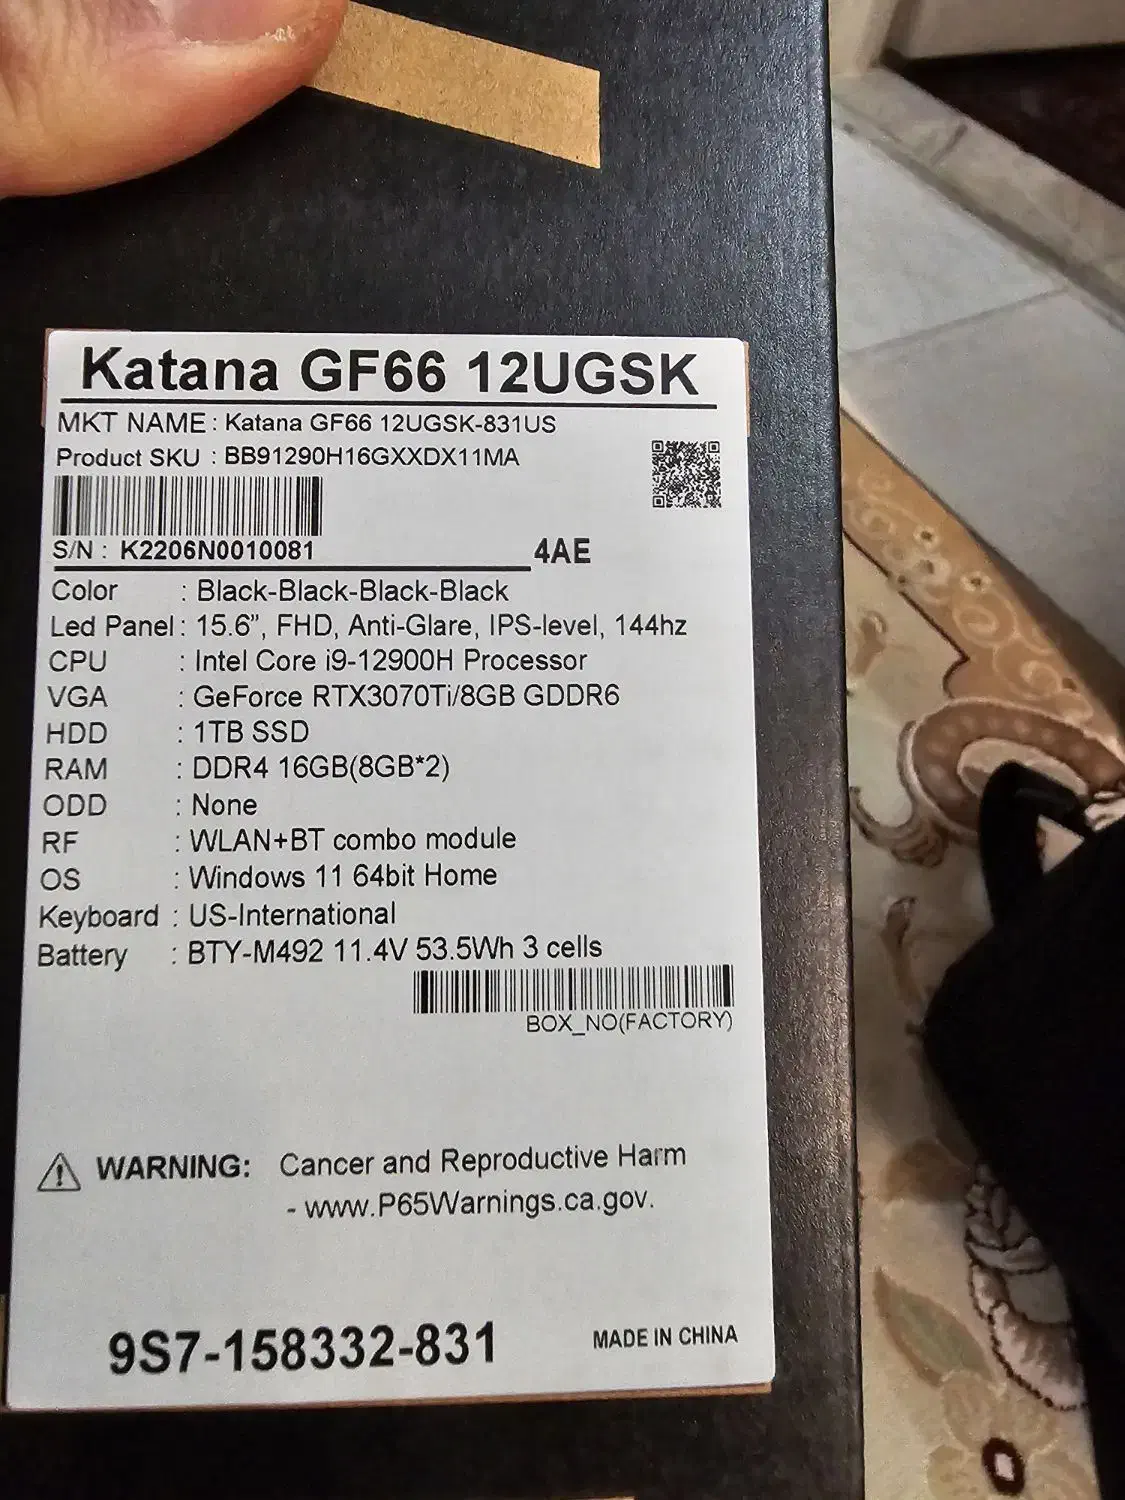 Katana GF66 12UGSK
MKT NAME : Katana GF66 12UGSK-831US
Product SKU : BB91290H16GXXDX11MA
S/N : K2206N0010081
4AE
Color : Black-Black-Black-Black
Led Panel : 15.6”, FHD, Anti-Glare, IPS-level, 144hz
CPU : Intel Core i9-12900H Processor
VGA : GeForce RTX3070Ti/8GB GDDR6
HDD : 1TB SSD
RAM : DDR4 16GB(8GB*2)
ODD : None
RF : WLAN+BT combo module
OS : Windows 11 64bit Home
Keyboard : US-International
Battery : BTY-M492 11.4V 53.5Wh 3 cells
BOX_NO(FACTORY)
WARNING: Cancer and Reproductive Harm
- www.P65Warnings.ca.gov.
9S7-158332-831
MADE IN CHINA